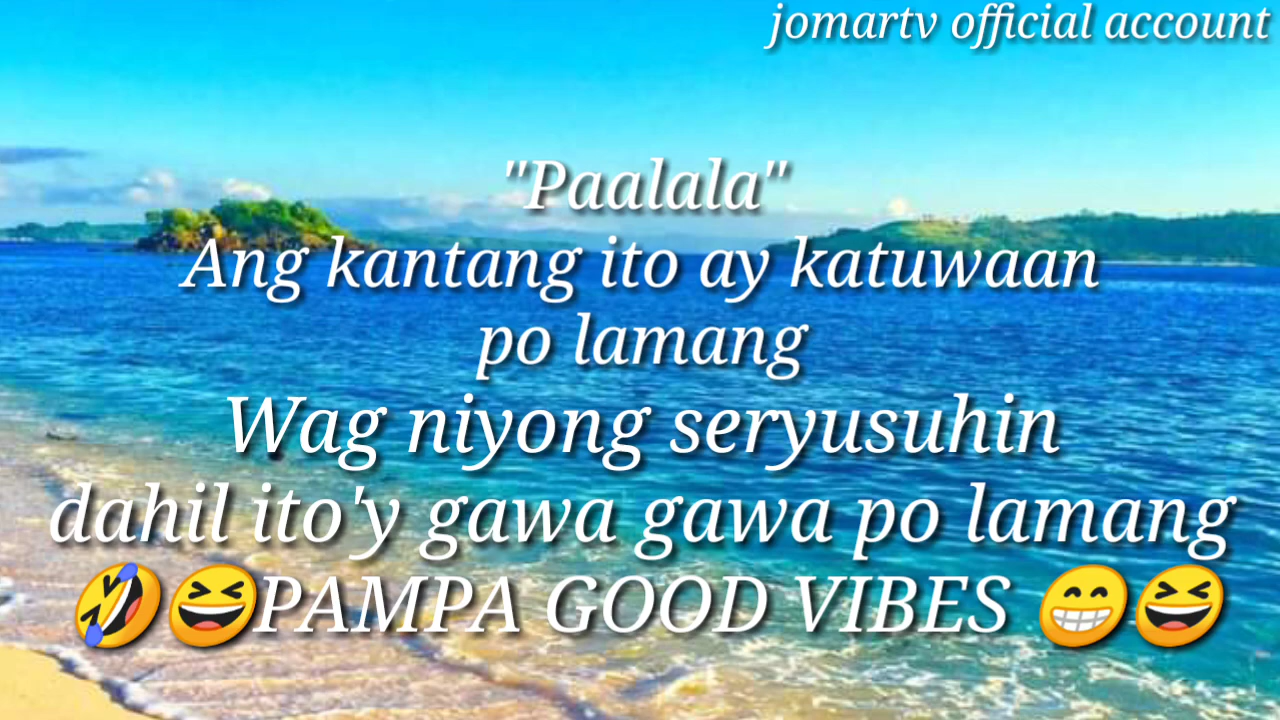 jomartv official account
"Paalala"
Ang kantang ito ay katuwaan
po lamang
Wag niyong seryusuhin
dahil ito'y gawa gawa po lamang
🤣😆PAMPA GOOD VIBES 😁😆